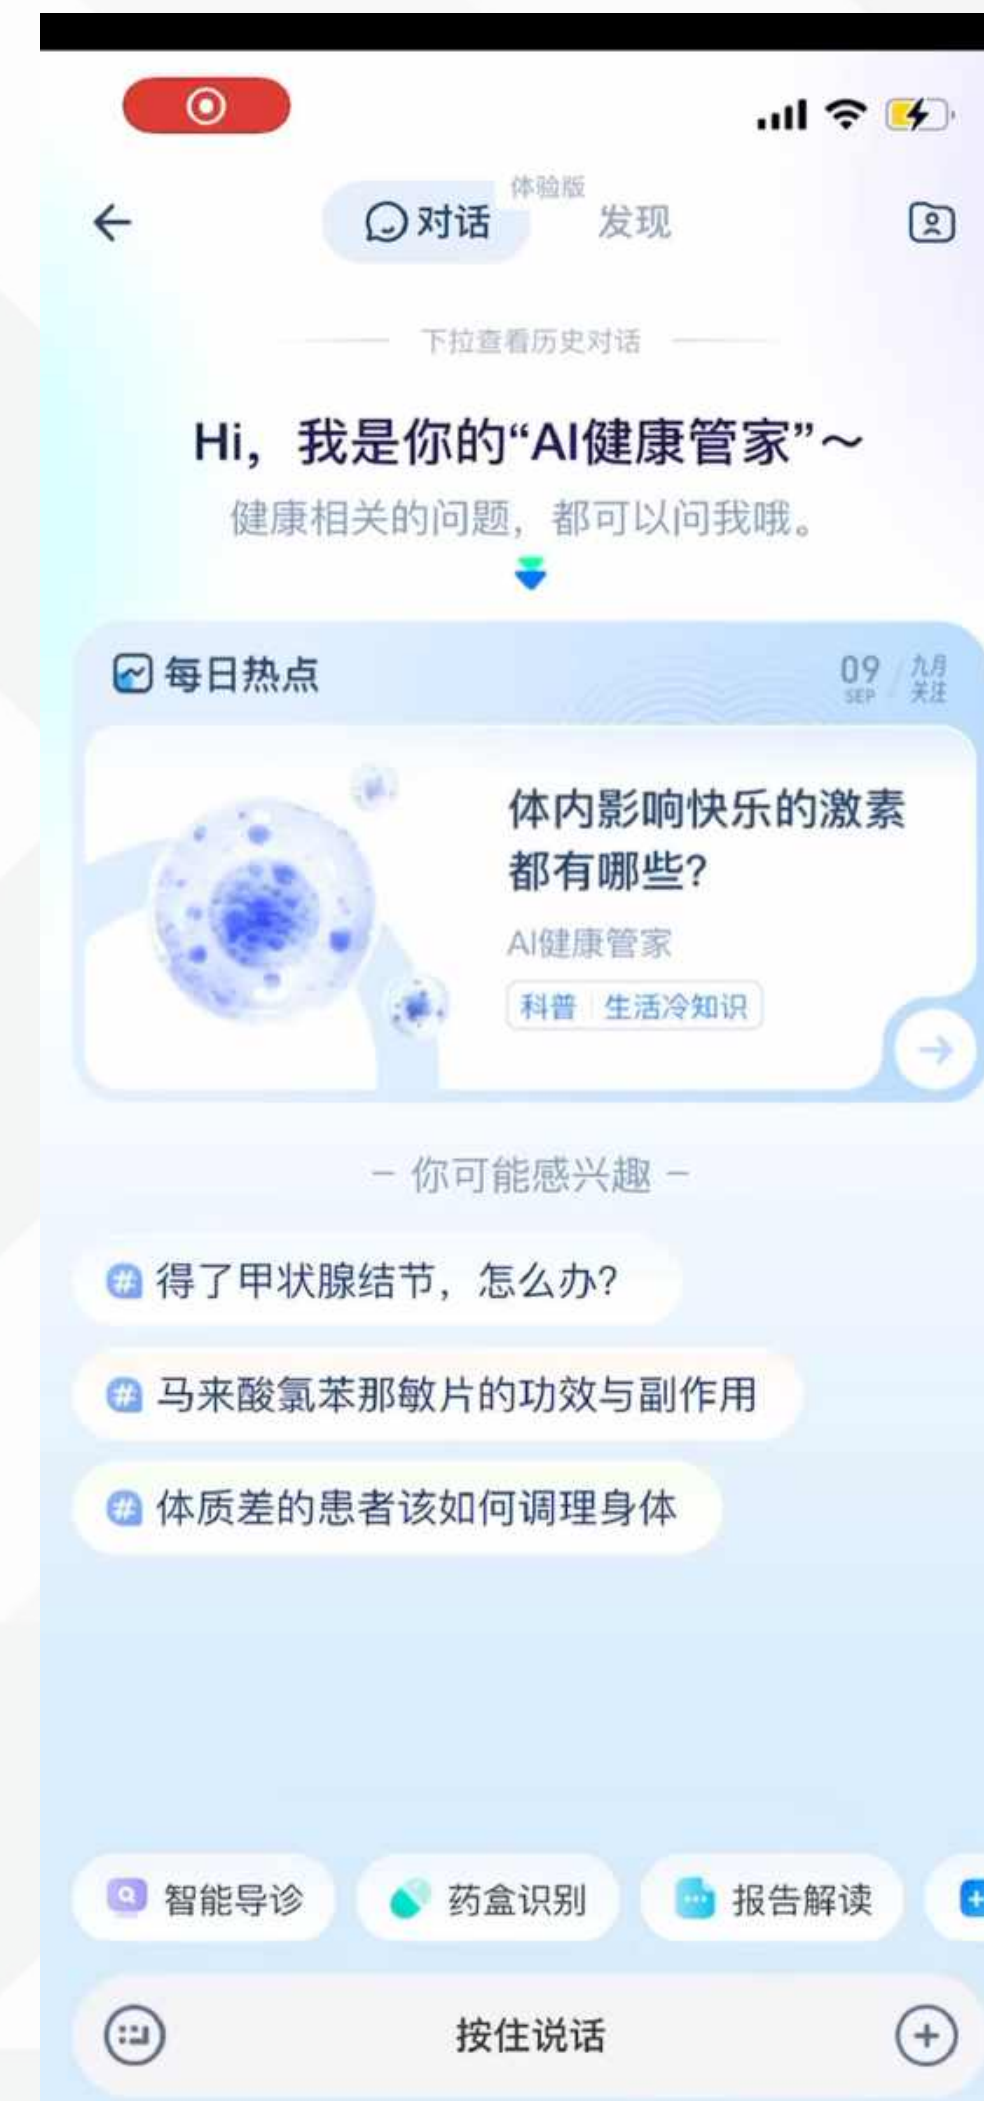 体验版
对话
发现
下拉查看历史对话
Hi，我是你的“AI健康管家”～
健康相关的问题，都可以问我哦。
每日热点
09
SEP
九月
关注
体内影响快乐的激素
都有哪些？
AI健康管家
科普 生活冷知识
– 你可能感兴趣 –
# 得了甲状腺结节，怎么办？
# 马来酸氯苯那敏片的功效与副作用
# 体质差的患者该如何调理身体
智能导诊
药盒识别
报告解读
按住说话